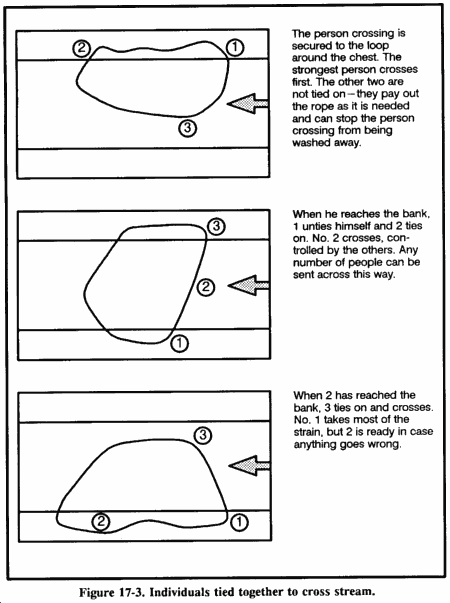 ②
①
③
The person crossing is
secured to the loop
around the chest. The
strongest person crosses
first. The other two are
not tied on—they pay out
the rope as it is needed
and can stop the person
crossing from being
washed away.
③
②
①
When he reaches the bank,
1 unties himself and 2 ties
on. No. 2 crosses, con-
trolled by the others. Any
number of people can be
sent across this way.
③
②
①
When 2 has reached the
bank, 3 ties on and crosses.
No. 1 takes most of the
strain, but 2 is ready in case
anything goes wrong.
Figure 17-3. Individuals tied together to cross stream.